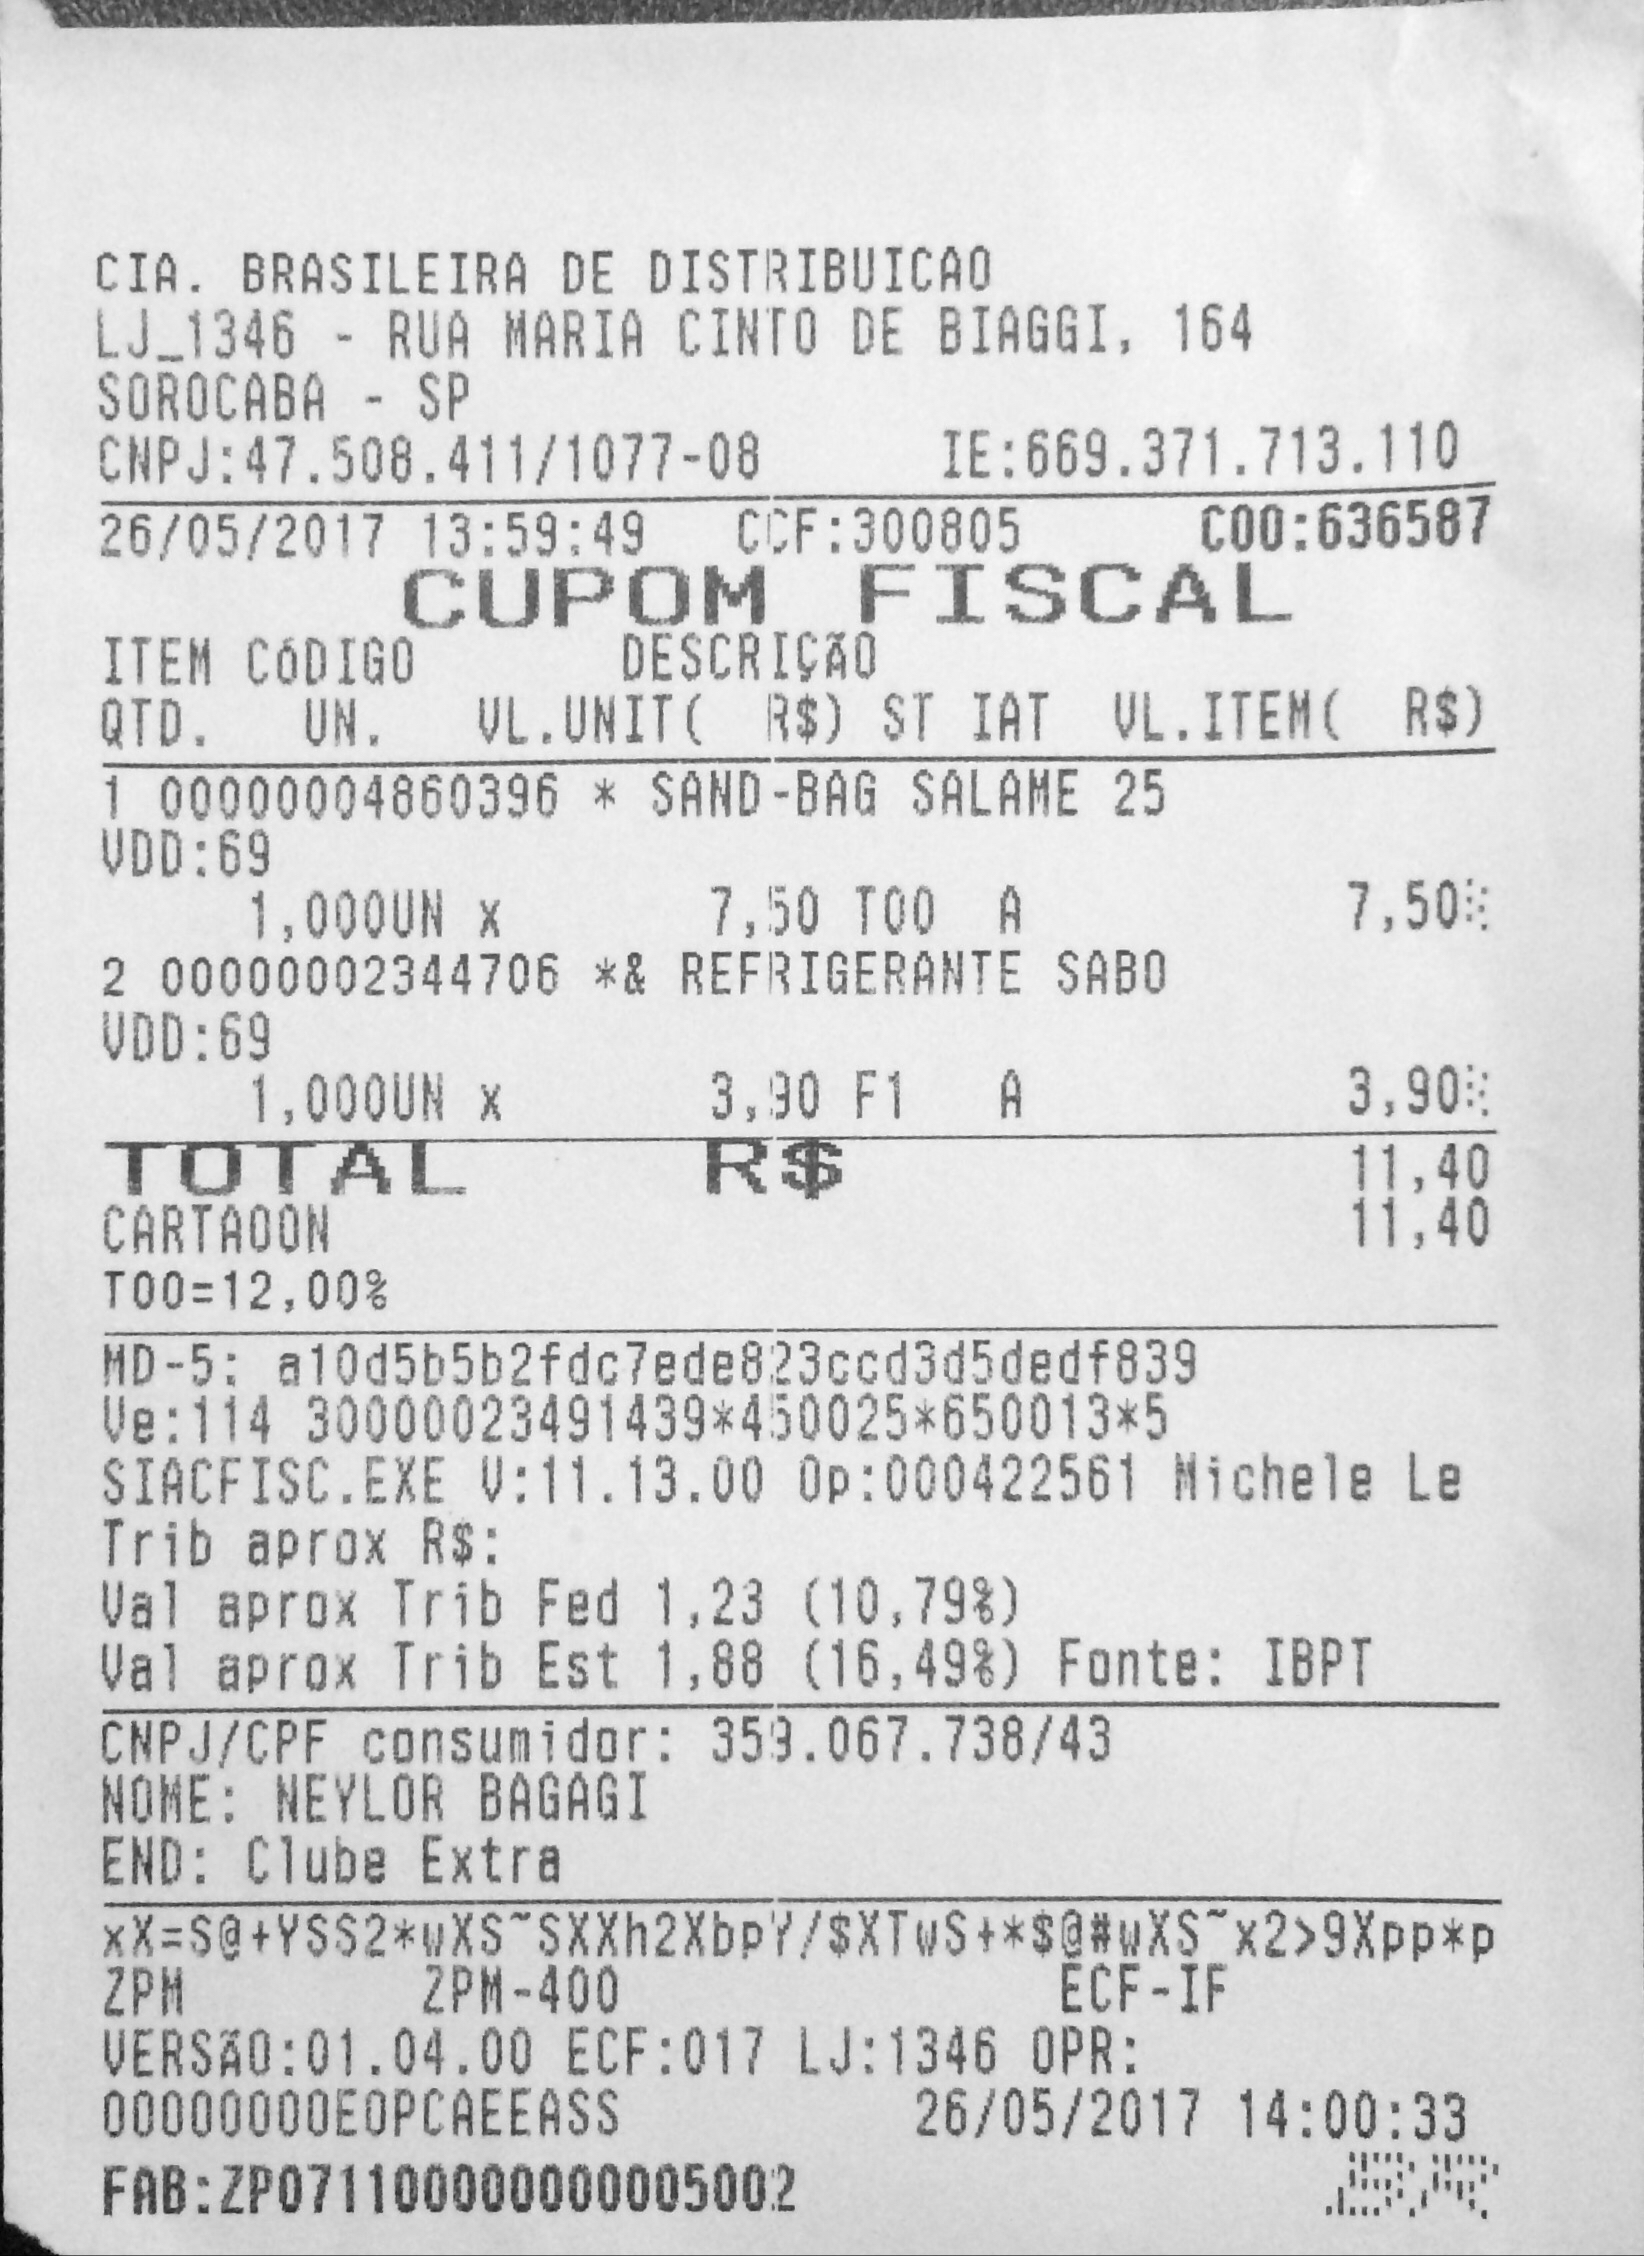 CIA. BRASILEIRA DE DISTRIBUICAO
LJ_1346 - RUA MARIA CINTO DE BIAGGI, 164
SOROCABA - SP
CNPJ:47.508.411/1077-08 IE:669.371.713.110
26/05/2017 13:59:49 CCF:300805 COO:636587
CUPOM FISCAL
ITEM CóDIGO DESCRIÇÃO
QTD. UN. VL.UNIT( R$) ST IAT VL.ITEM( R$)
1 00000004860396 * SAND-BAG SALAME 25
VDD:69
1,000UN x 7,50 T00 A 7,50
2 00000002344706 *& REFRIGERANTE SABO
VDD:69
1,000UN x 3,90 F1 A 3,90
TOTAL R$ 11,40
CARTAOON 11,40
T00=12,00%
MD-5: a10d5b5b2fdc7ede823ccd3d5dedf839
Ve:114 30000023491439*450025*650013*5
SIACFISC.EXE V:11.13.00 Op:000422561 Michele Le
Trib aprox R$:
Val aprox Trib Fed 1,23 (10,79%)
Val aprox Trib Est 1,88 (16,49%) Fonte: IBPT
CNPJ/CPF consumidor: 359.067.738/43
NOME: NEYLOR BAGAGI
END: Clube Extra
xX=S@+YSS2*wXS~SXXh2XbpY/$XTwS+*$@#wXS~x2>9Xpp*p
ZPM ZPM-400 ECF-IF
VERSÃO:01.04.00 ECF:017 LJ:1346 OPR:
00000000EOPCAEEASS 26/05/2017 14:00:33
FAB:ZP071100000000005002